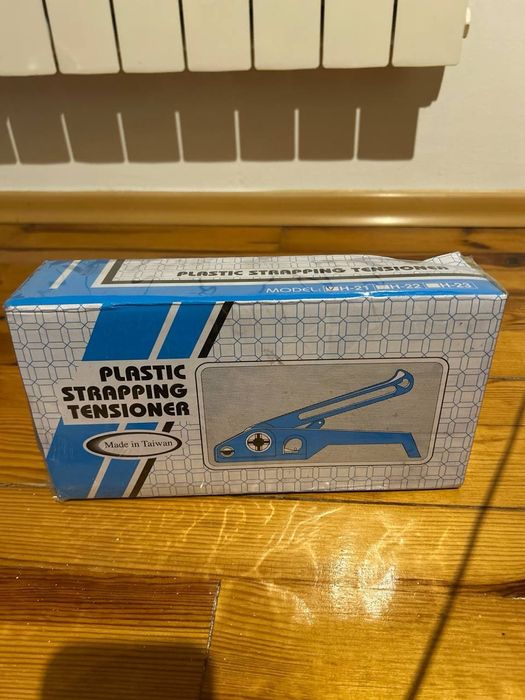 PLASTIC STRAPPING TENSIONER
MODEL: ☑H-21 ☐H-22 ☐H-23
PLASTIC
STRAPPING
TENSIONER
Made in Taiwan